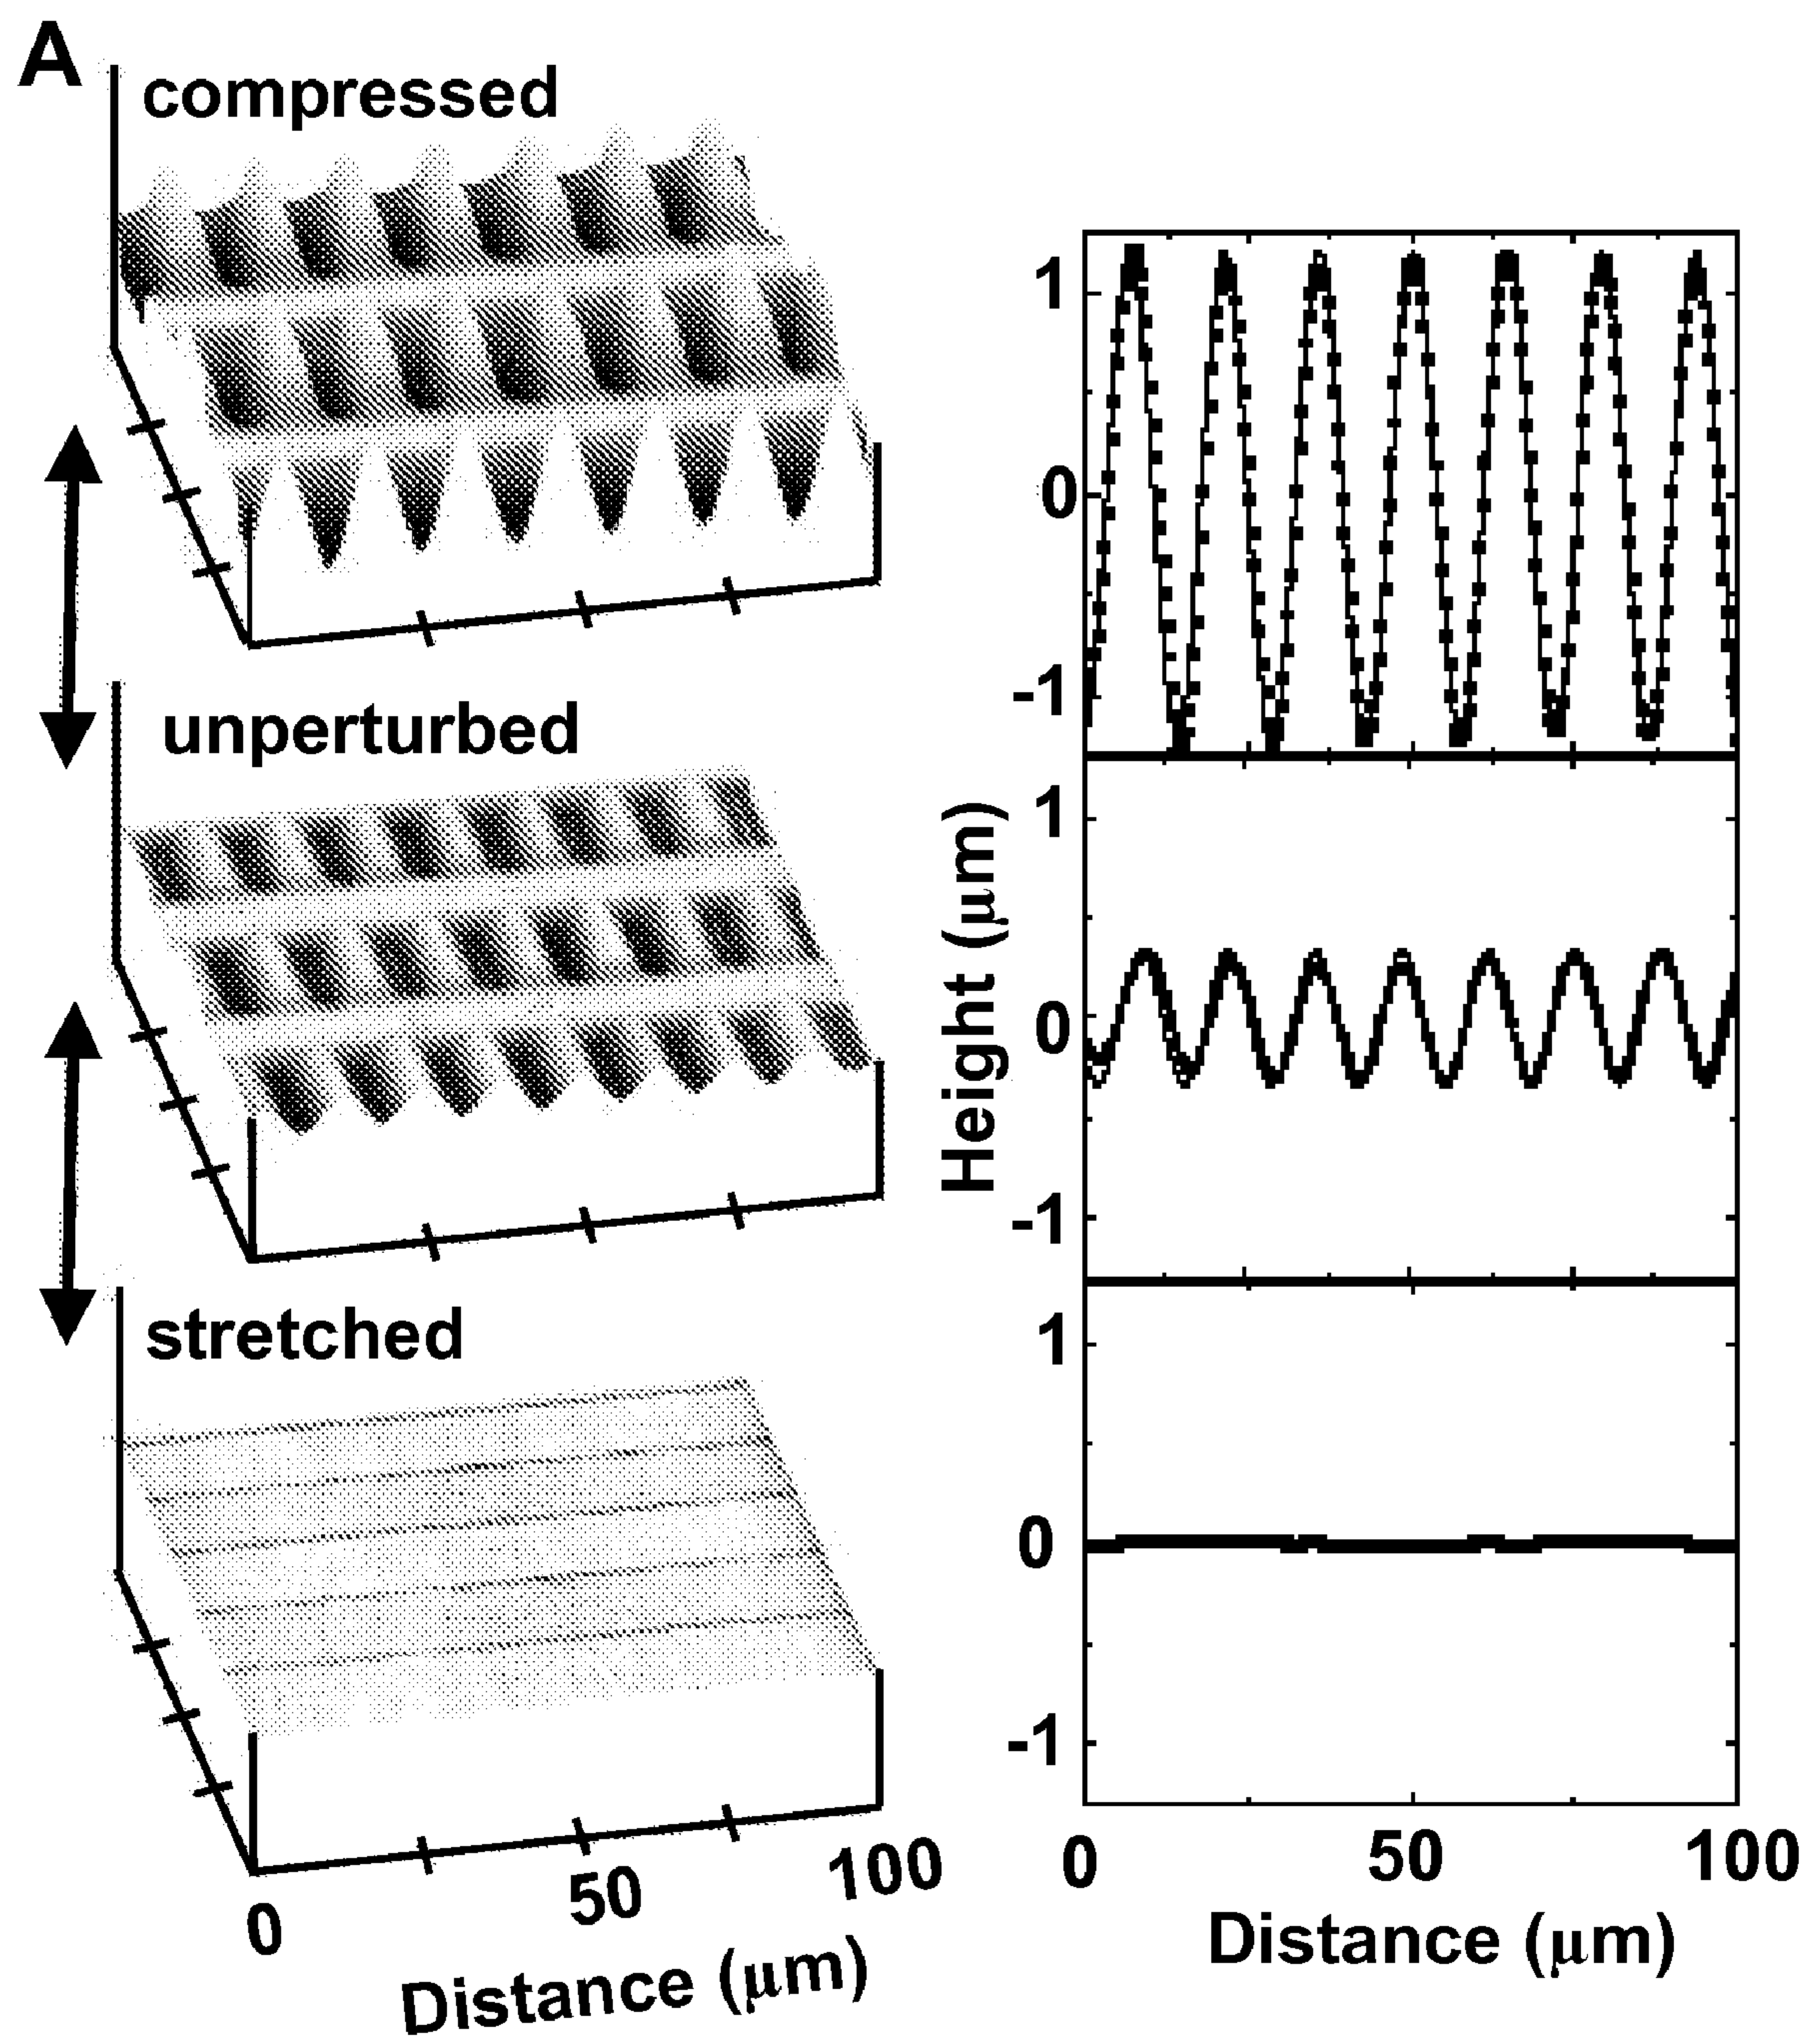 A
compressed
unperturbed
stretched
0
50
100
Distance (μm)
Height (μm)
1
0
-1
1
0
-1
1
0
-1
0
50
100
Distance (μm)